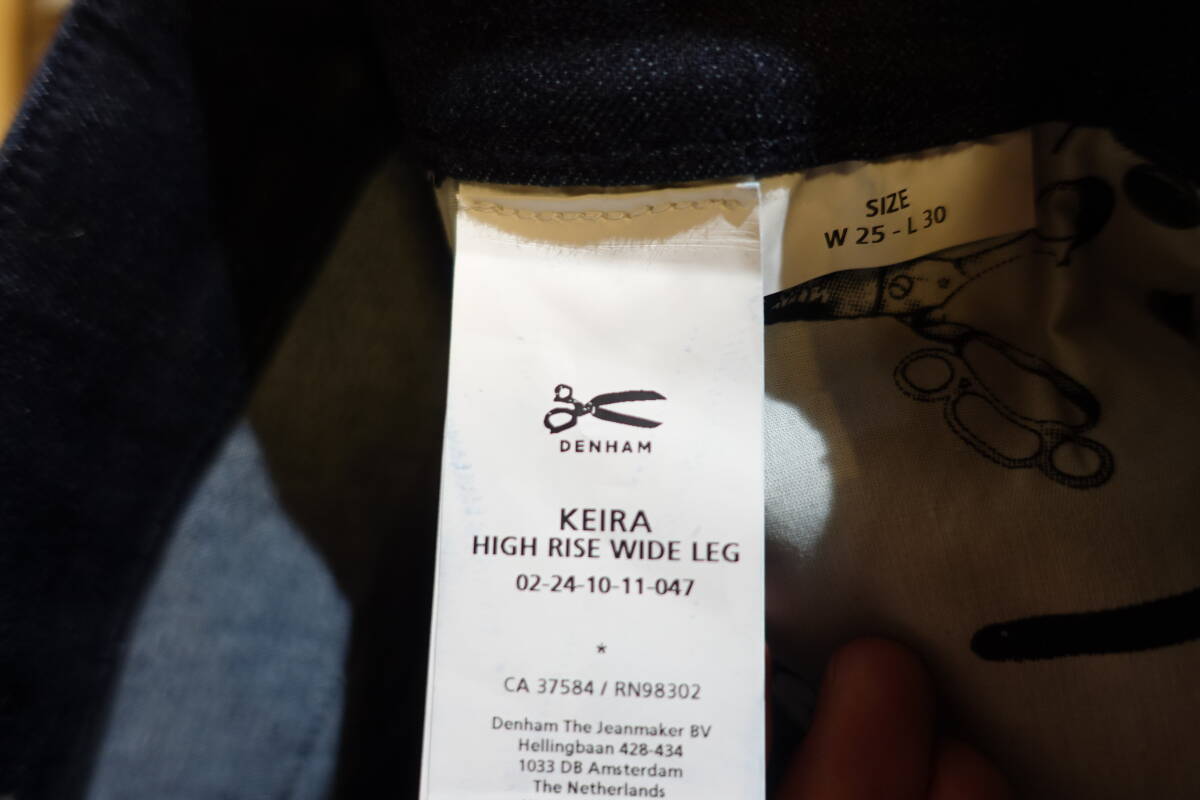 SIZE
W 25 - L 30
DENHAM
KEIRA
HIGH RISE WIDE LEG
02-24-10-11-047
*
CA 37584 / RN98302
Denham The Jeanmaker BV
Hellingbaan 428-434
1033 DB Amsterdam
The Netherlands